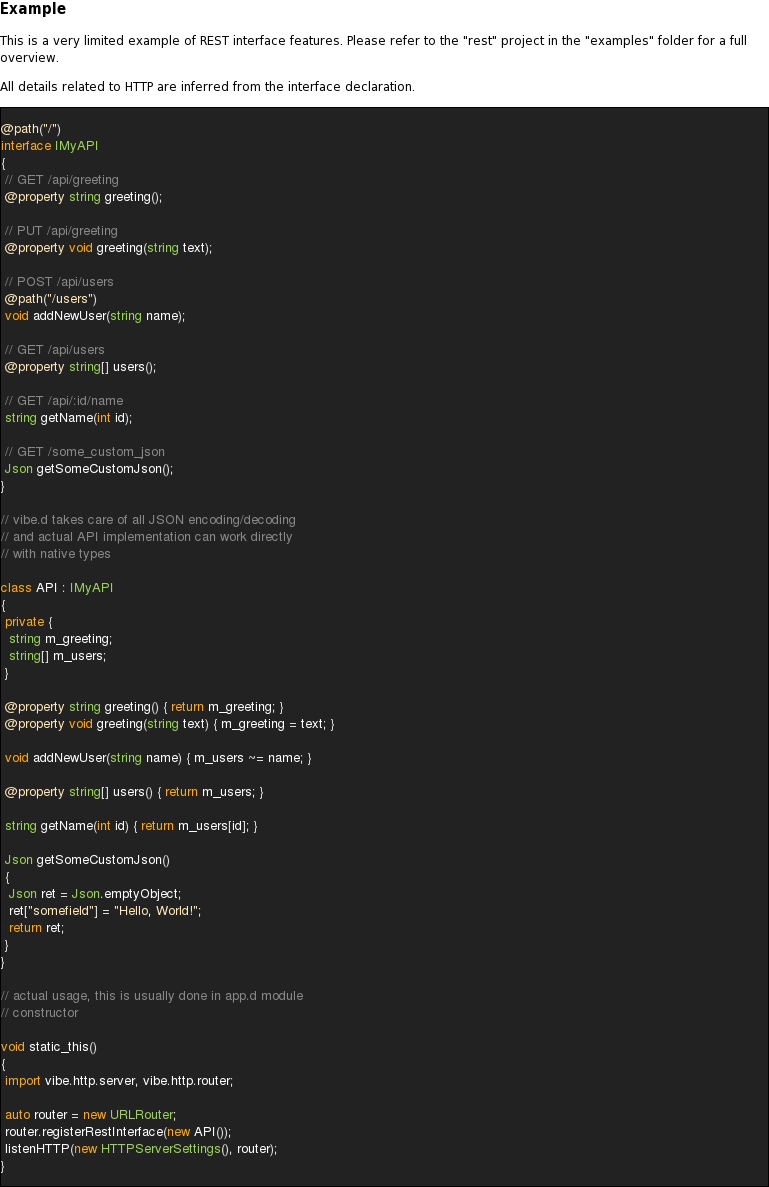 Example
This is a very limited example of REST interface features. Please refer to the "rest" project in the "examples" folder for a full
overview.
All details related to HTTP are inferred from the interface declaration.
@path("/")
interface IMyAPI
{
// GET /api/greeting
@property string greeting();
// PUT /api/greeting
@property void greeting(string text);
// POST /api/users
@path("/users")
void addNewUser(string name);
// GET /api/users
@property string[] users();
// GET /api/:id/name
string getName(int id);
// GET /some_custom_json
Json getSomeCustomJson();
}
// vibe.d takes care of all JSON encoding/decoding
// and actual API implementation can work directly
// with native types
class API : IMyAPI
{
private {
string m_greeting;
string[] m_users;
}
@property string greeting() { return m_greeting; }
@property void greeting(string text) { m_greeting = text; }
void addNewUser(string name) { m_users ~= name; }
@property string[] users() { return m_users; }
string getName(int id) { return m_users[id]; }
Json getSomeCustomJson()
{
Json ret = Json.emptyObject;
ret["somefield"] = "Hello, World!";
return ret;
}
}
// actual usage, this is usually done in app.d module
// constructor
void static_this()
{
import vibe.http.server, vibe.http.router;
auto router = new URLRouter;
router.registerRestInterface(new API());
listenHTTP(new HTTPServerSettings(), router);
}